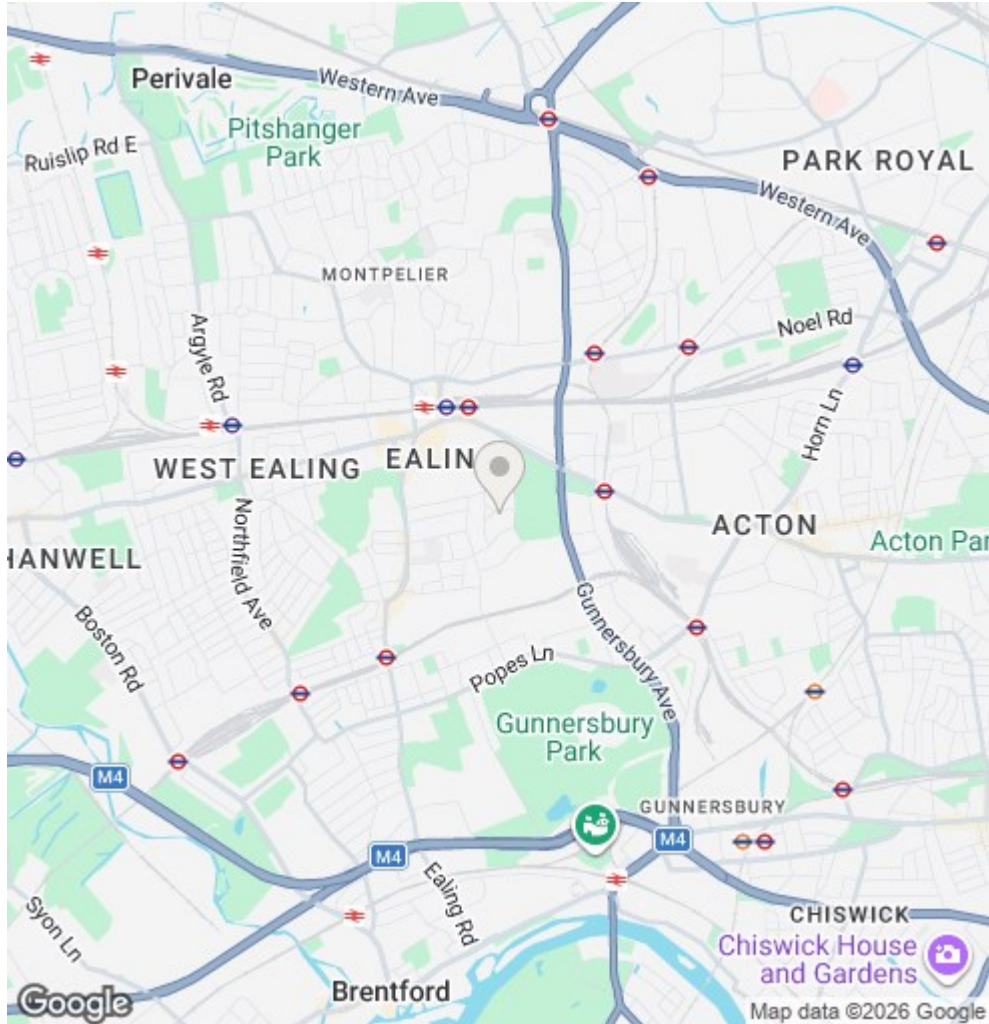 Perivale
Western Ave
Pitshanger
Park
Ruislip Rd E
PARK ROYAL
Western Ave
MONTPELIER
Argyle Rd
Noel Rd
Horn Ln
WEST EALING
EALIN
ACTON
Northfield Ave
Acton Par
HANWELL
Boston Rd
Gunnersbury Ave
Popes Ln
Gunnersbury
Park
M4
GUNNERSBURY
M4
M4
Ealing Rd
Syon Ln
CHISWICK
Chiswick House
and Gardens
Brentford
Google
Map data ©2026 Google